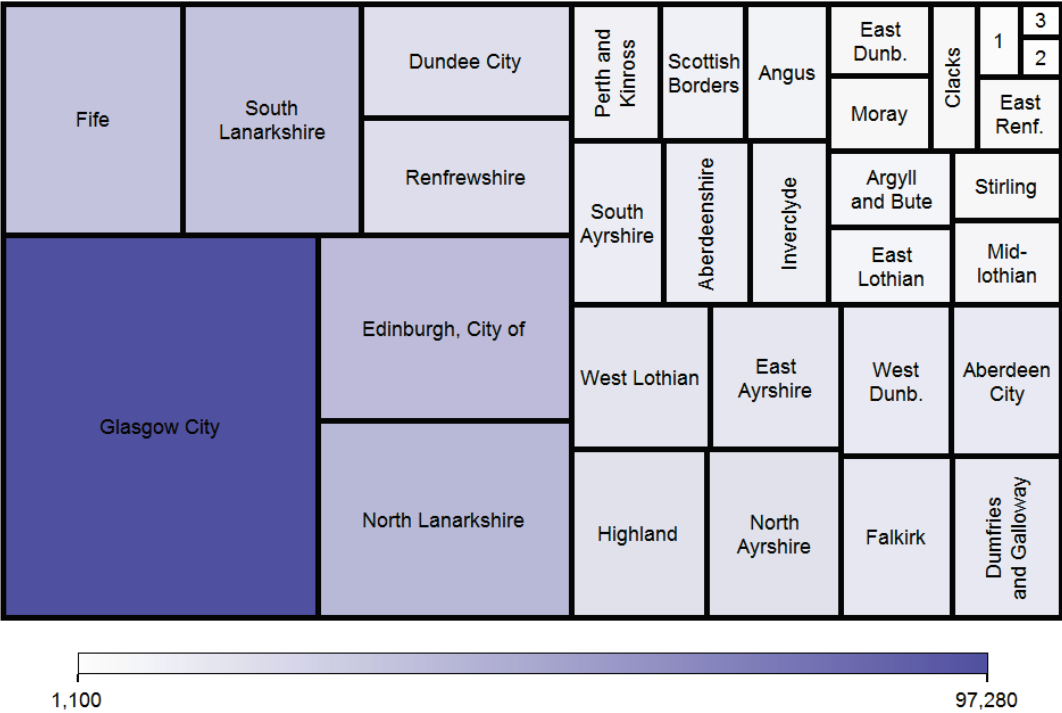 Fife
South
Lanarkshire
Dundee City
Renfrewshire
Glasgow City
Edinburgh, City of
North Lanarkshire
Perth and
Kinross
Scottish
Borders
Angus
South
Ayrshire
Aberdeenshire
Inverclyde
West Lothian
East
Ayrshire
Highland
North
Ayrshire
East
Dunb.
Moray
Clacks
1
3
2
East
Renf.
Argyll
and Bute
Stirling
East
Lothian
Mid-
lothian
West
Dunb.
Aberdeen
City
Falkirk
Dumfries
and Galloway
1,100
97,280